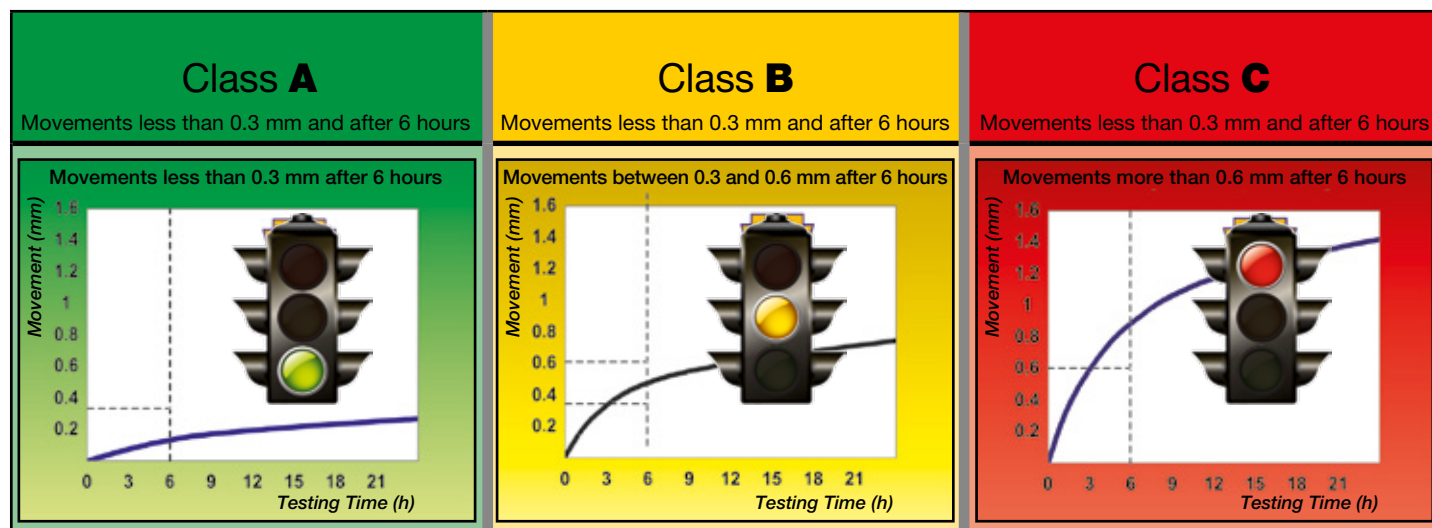 Class A
Movements less than 0.3 mm and after 6 hours
Class B
Movements less than 0.3 mm and after 6 hours
Class C
Movements less than 0.3 mm and after 6 hours
Movements less than 0.3 mm after 6 hours
Movement (mm)
1.6
1.4
1.2
1
0.8
0.6
0.4
0.2
0 3 6 9 12 15 18 21
Testing Time (h)
Movements between 0.3 and 0.6 mm after 6 hours
Movement (mm)
1.6
1.4
1.2
1
0.8
0.6
0.4
0.2
0 3 6 9 12 15 18 21
Testing Time (h)
Movements more than 0.6 mm after 6 hours
Movement (mm)
1.6
1.4
1.2
1
0.8
0.6
0.4
0.2
0 3 6 9 12 15 18 21
Testing Time (h)